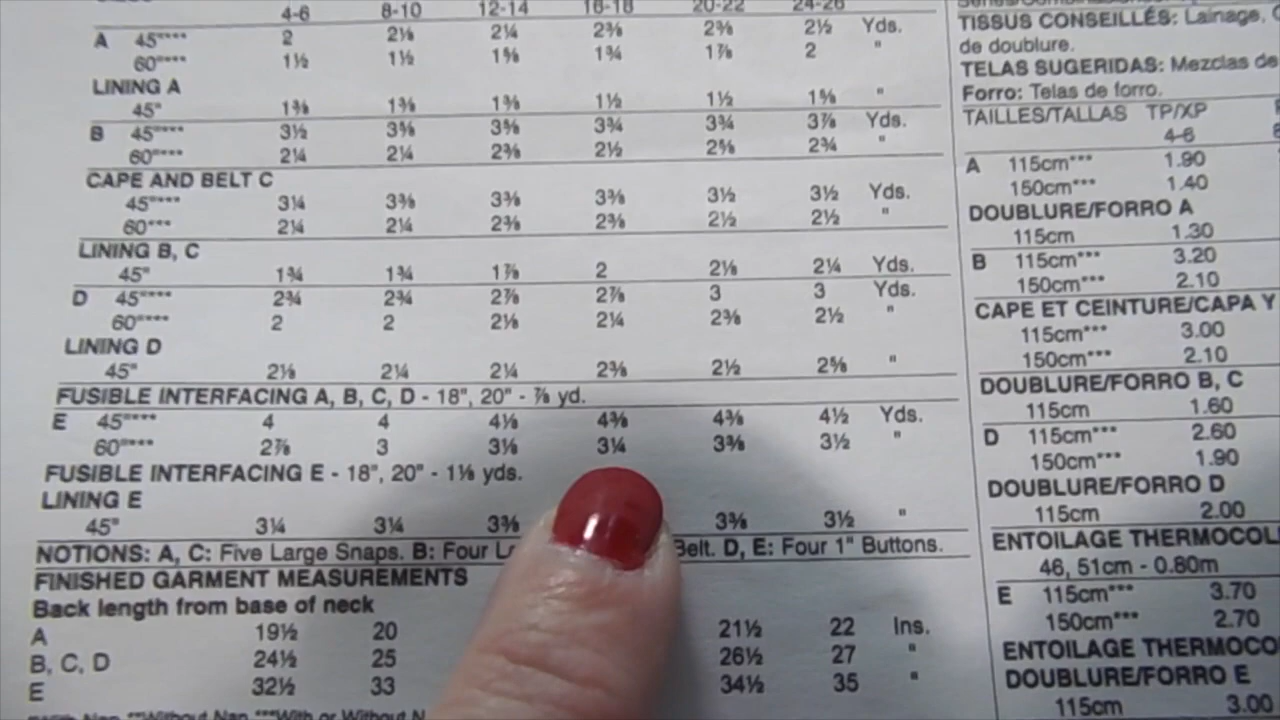 4-6 8-10 12-14 16-18 20-22 24-26
A 45"*** 2 2⅛ 2¼ 2⅜ 2⅜ 2½ Yds.
60"*** 1½ 1½ 1⅝ 1¾ 1⅞ 2 "
LINING A
45" 1⅜ 1⅜ 1⅜ 1½ 1½ 1⅝ "
B 45"*** 3½ 3⅝ 3⅝ 3¾ 3¾ 3⅞ Yds.
60"*** 2¼ 2¼ 2⅜ 2½ 2⅝ 2¾ "
CAPE AND BELT C
45"*** 3¼ 3⅜ 3⅜ 3⅜ 3½ 3½ Yds.
60"*** 2¼ 2¼ 2⅜ 2⅜ 2½ 2½ "
LINING B, C
45" 1¾ 1¾ 1⅞ 2 2⅛ 2¼ Yds.
D 45"*** 2¾ 2¾ 2⅞ 2⅞ 3 3 Yds.
60"*** 2 2 2⅛ 2¼ 2⅜ 2½ "
LINING D
45" 2⅛ 2¼ 2¼ 2⅜ 2½ 2⅝ "
FUSIBLE INTERFACING A, B, C, D - 18", 20" - ⅞ yd.
E 45"*** 4 4 4⅛ 4⅜ 4⅜ 4½ Yds.
60"*** 2⅞ 3 3⅛ 3¼ 3⅜ 3½ "
FUSIBLE INTERFACING E - 18", 20" - 1⅛ yds.
LINING E
45" 3¼ 3¼ 3⅜ 3⅜ 3½ "
NOTIONS: A, C: Five Large Snaps. B: Four Belt. D, E: Four 1" Buttons.
FINISHED GARMENT MEASUREMENTS
Back length from base of neck
A 19½ 20 21½ 22 Ins.
B, C, D 24½ 25 26½ 27 "
E 32½ 33 34½ 35 "
TISSUS CONSEILLÉS: Lainage,
de doublure.
TELAS SUGERIDAS: Mezclas de
Forro: Telas de forro.
TAILLES/TALLAS TP/XP
4-6
A 115cm*** 1.90
150cm*** 1.40
DOUBLURE/FORRO A
115cm 1.30
B 115cm*** 3.20
150cm*** 2.10
CAPE ET CEINTURE/CAPA Y
115cm*** 3.00
150cm*** 2.10
DOUBLURE/FORRO B, C
115cm 1.60
D 115cm*** 2.60
150cm*** 1.90
DOUBLURE/FORRO D
115cm 2.00
ENTOILAGE THERMOCOL
46, 51cm - 0.80m
E 115cm*** 3.70
150cm*** 2.70
ENTOILAGE THERMOCO
DOUBLURE/FORRO E
115cm 3.00